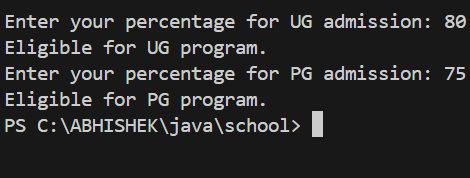 Enter your percentage for UG admission: 80
Eligible for UG program.
Enter your percentage for PG admission: 75
Eligible for PG program.
PS C:\ABHISHEK\java\school>